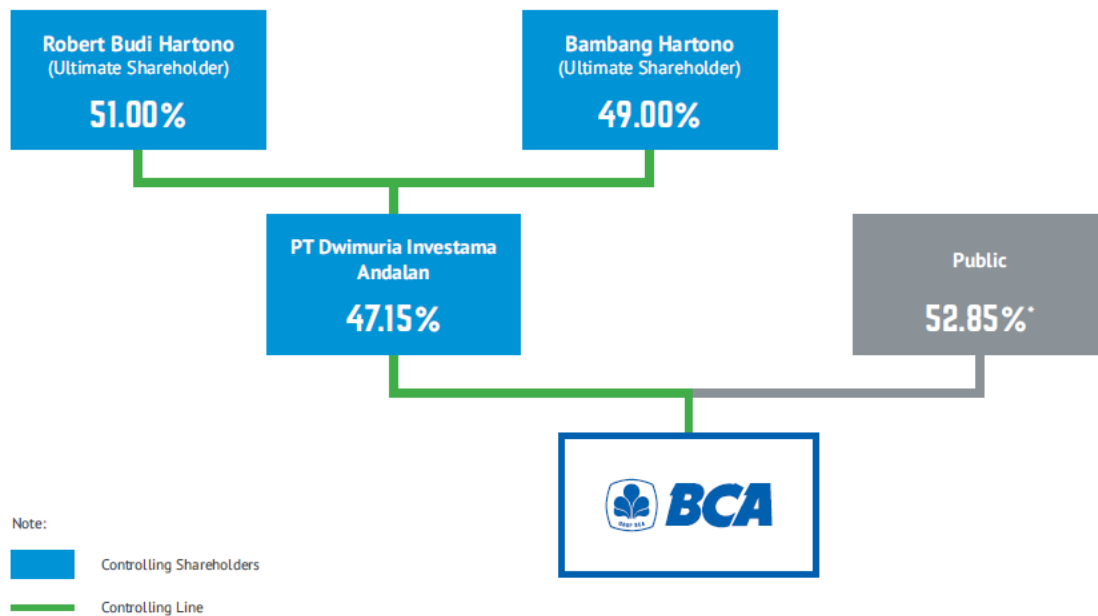 Robert Budi Hartono
(Ultimate Shareholder)
51.00%
Bambang Hartono
(Ultimate Shareholder)
49.00%
PT Dwimuria Investama
Andalan
47.15%
Public
52.85%*
BCA
Note:
Controlling Shareholders
Controlling Line